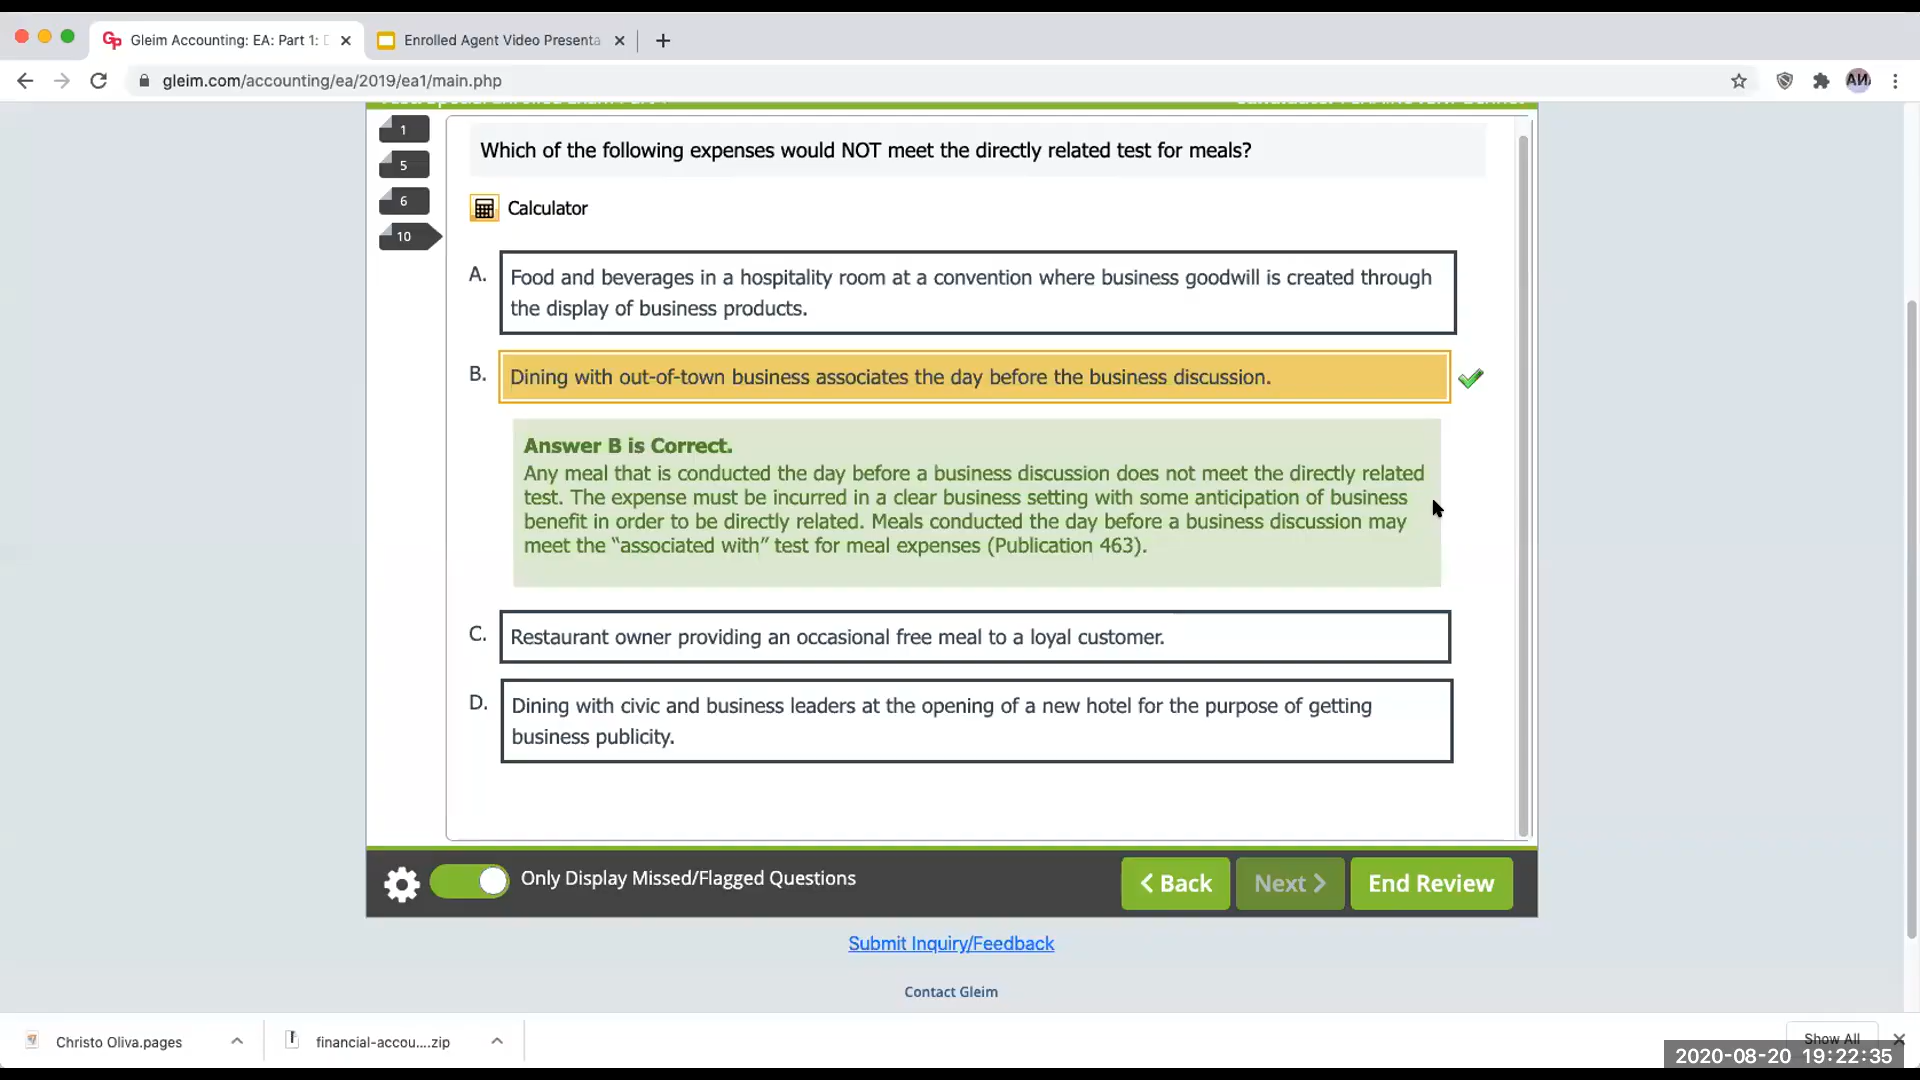 Gleim Accounting: EA: Part 1:
Enrolled Agent Video Presenta
gleim.com/accounting/ea/2019/ea1/main.php
1
5
6
10
Which of the following expenses would NOT meet the directly related test for meals?
Calculator
A. Food and beverages in a hospitality room at a convention where business goodwill is created through
the display of business products.
B. Dining with out-of-town business associates the day before the business discussion.
Answer B is Correct.
Any meal that is conducted the day before a business discussion does not meet the directly related
test. The expense must be incurred in a clear business setting with some anticipation of business
benefit in order to be directly related. Meals conducted the day before a business discussion may
meet the “associated with” test for meal expenses (Publication 463).
C. Restaurant owner providing an occasional free meal to a loyal customer.
D. Dining with civic and business leaders at the opening of a new hotel for the purpose of getting
business publicity.
Only Display Missed/Flagged Questions
Back
Next
End Review
Submit Inquiry/Feedback
Contact Gleim
Christo Oliva.pages
financial-accou....zip
Show All
2020-08-20 19:22:35